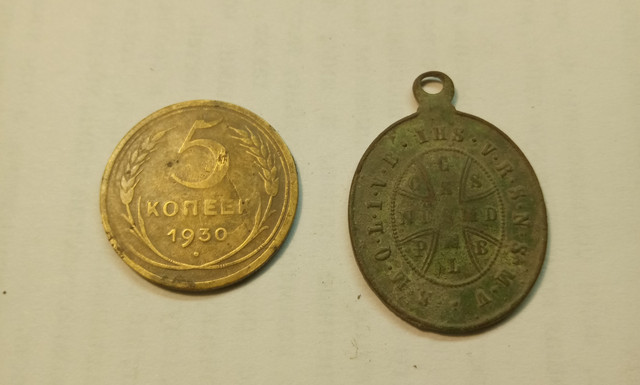 5
КОПЕЕК
1930
IHS·V·R·S·N·S·M·V·S·M·Q·L·I·V·B
C
C S S
N D S M D
P M B
L